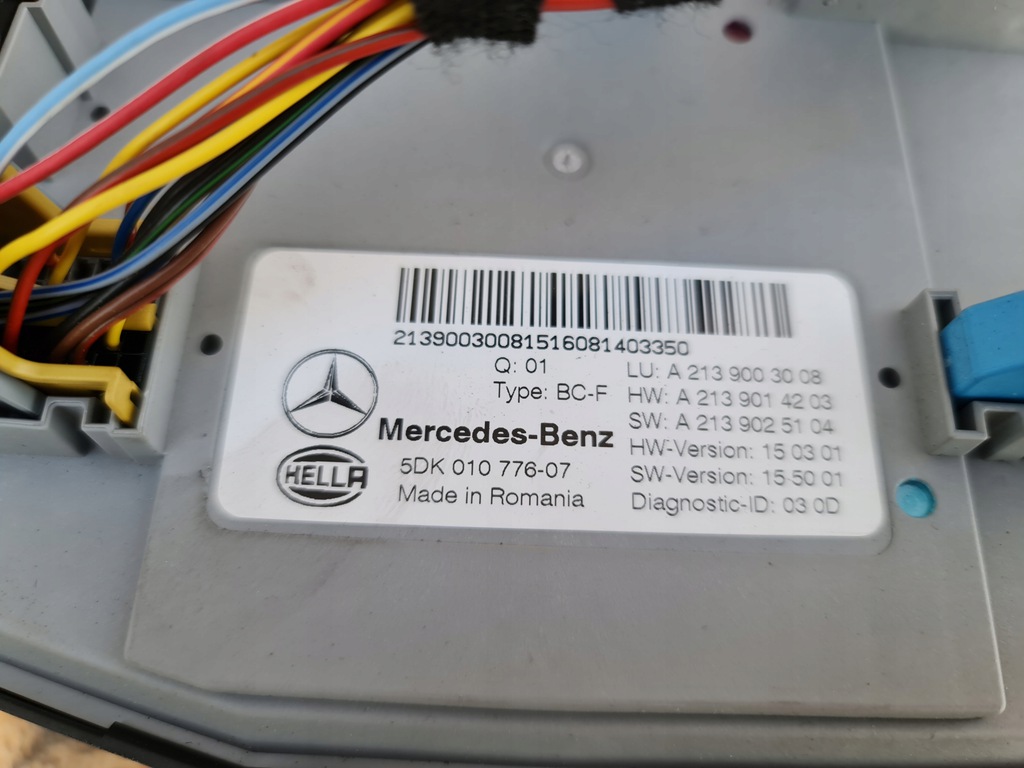 21390030081516081403350
Q: 01
Type: BC-F
Mercedes-Benz
HELLA
5DK 010 776-07
Made in Romania
LU: A 213 900 30 08
HW: A 213 901 42 03
SW: A 213 902 51 04
HW-Version: 15 03 01
SW-Version: 15 50 01
Diagnostic-ID: 03 0D